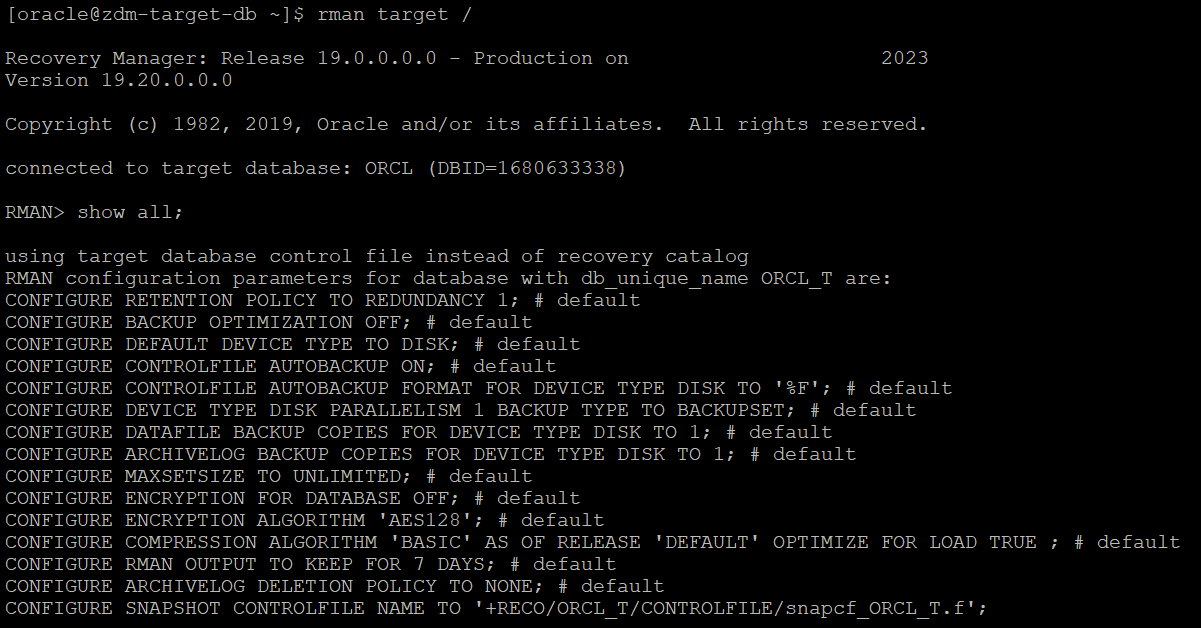 [oracle@zdm-target-db ~]$ rman target /
Recovery Manager: Release 19.0.0.0.0 - Production on 2023
Version 19.20.0.0.0
Copyright (c) 1982, 2019, Oracle and/or its affiliates.  All rights reserved.
connected to target database: ORCL (DBID=1680633338)
RMAN> show all;
using target database control file instead of recovery catalog
RMAN configuration parameters for database with db_unique_name ORCL_T are:
CONFIGURE RETENTION POLICY TO REDUNDANCY 1; # default
CONFIGURE BACKUP OPTIMIZATION OFF; # default
CONFIGURE DEFAULT DEVICE TYPE TO DISK; # default
CONFIGURE CONTROLFILE AUTOBACKUP ON; # default
CONFIGURE CONTROLFILE AUTOBACKUP FORMAT FOR DEVICE TYPE DISK TO '%F'; # default
CONFIGURE DEVICE TYPE DISK PARALLELISM 1 BACKUP TYPE TO BACKUPSET; # default
CONFIGURE DATAFILE BACKUP COPIES FOR DEVICE TYPE DISK TO 1; # default
CONFIGURE ARCHIVELOG BACKUP COPIES FOR DEVICE TYPE DISK TO 1; # default
CONFIGURE MAXSETSIZE TO UNLIMITED; # default
CONFIGURE ENCRYPTION FOR DATABASE OFF; # default
CONFIGURE ENCRYPTION ALGORITHM 'AES128'; # default
CONFIGURE COMPRESSION ALGORITHM 'BASIC' AS OF RELEASE 'DEFAULT' OPTIMIZE FOR LOAD TRUE ; # default
CONFIGURE RMAN OUTPUT TO KEEP FOR 7 DAYS; # default
CONFIGURE ARCHIVELOG DELETION POLICY TO NONE; # default
CONFIGURE SNAPSHOT CONTROLFILE NAME TO '+RECO/ORCL_T/CONTROLFILE/snapcf_ORCL_T.f';